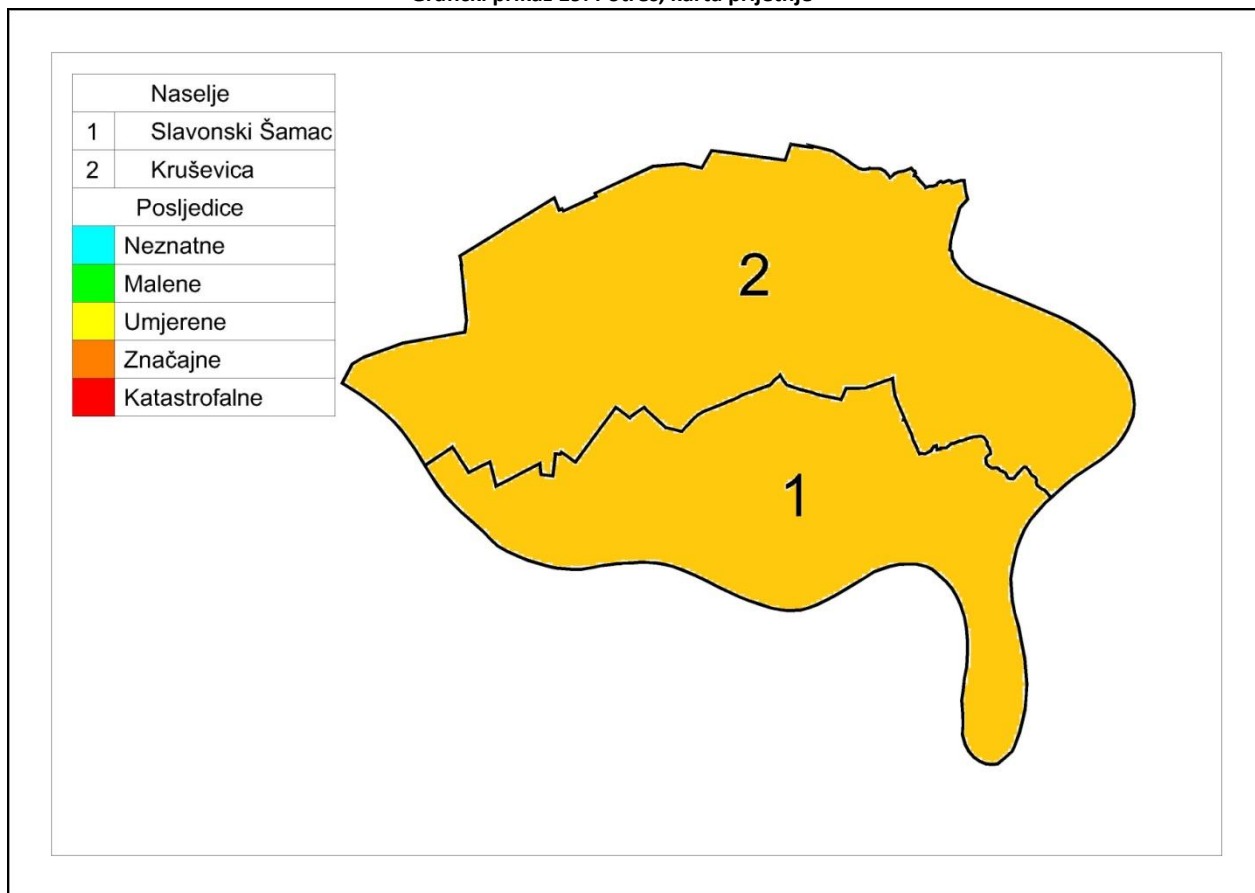 Naselje
1 Slavonski Šamac
2 Kruševica
Posljedice
Neznatne
Malene
Umjerene
Značajne
Katastrofalne
2
1